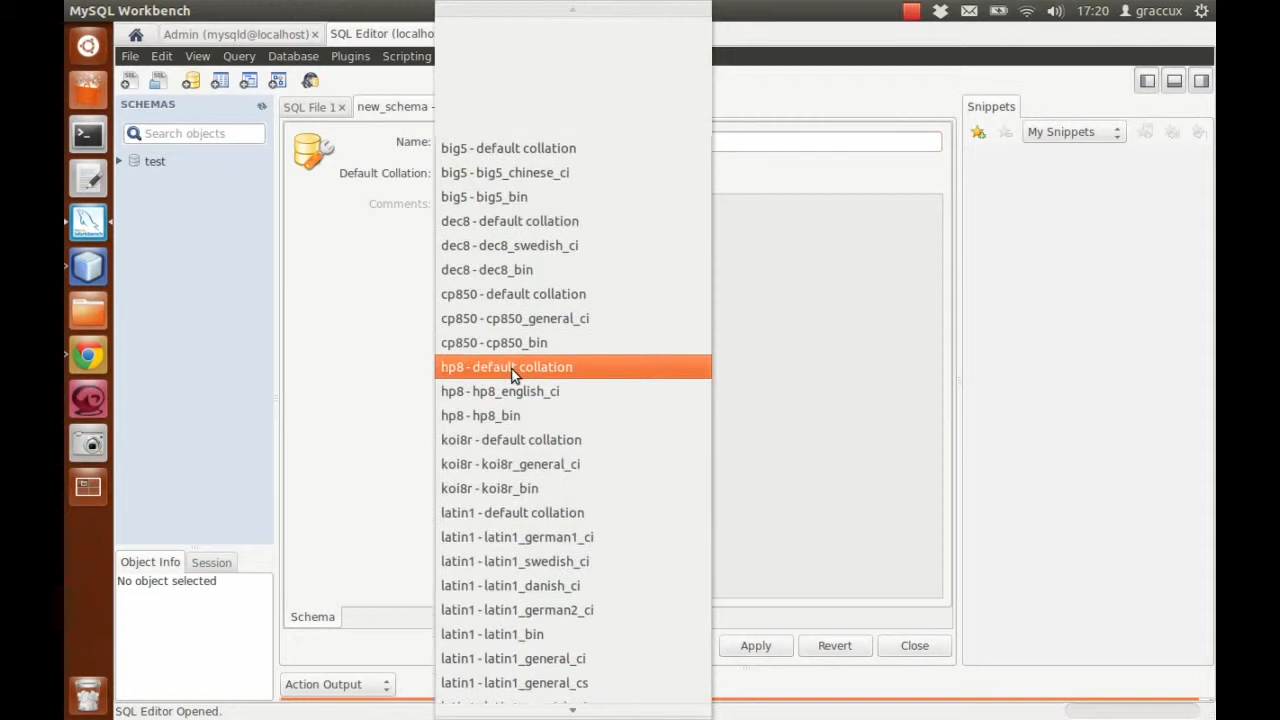 MySQL Workbench
17:20
graccux
Admin (mysqld@localhost) ×
SQL Editor (localho
File Edit View Query Database Plugins Scripting
SCHEMAS
Search objects
test
SQL File 1 ×
new_schema -
Name:
Default Collation:
Comments:
big5 - default collation
big5 - big5_chinese_ci
big5 - big5_bin
dec8 - default collation
dec8 - dec8_swedish_ci
dec8 - dec8_bin
cp850 - default collation
cp850 - cp850_general_ci
cp850 - cp850_bin
hp8 - default collation
hp8 - hp8_english_ci
hp8 - hp8_bin
koi8r - default collation
koi8r - koi8r_general_ci
koi8r - koi8r_bin
latin1 - default collation
latin1 - latin1_german1_ci
latin1 - latin1_swedish_ci
latin1 - latin1_danish_ci
latin1 - latin1_german2_ci
latin1 - latin1_bin
latin1 - latin1_general_ci
latin1 - latin1_general_cs
Snippets
My Snippets
Object Info
Session
No object selected
Schema
Apply
Revert
Close
Action Output
SQL Editor Opened.